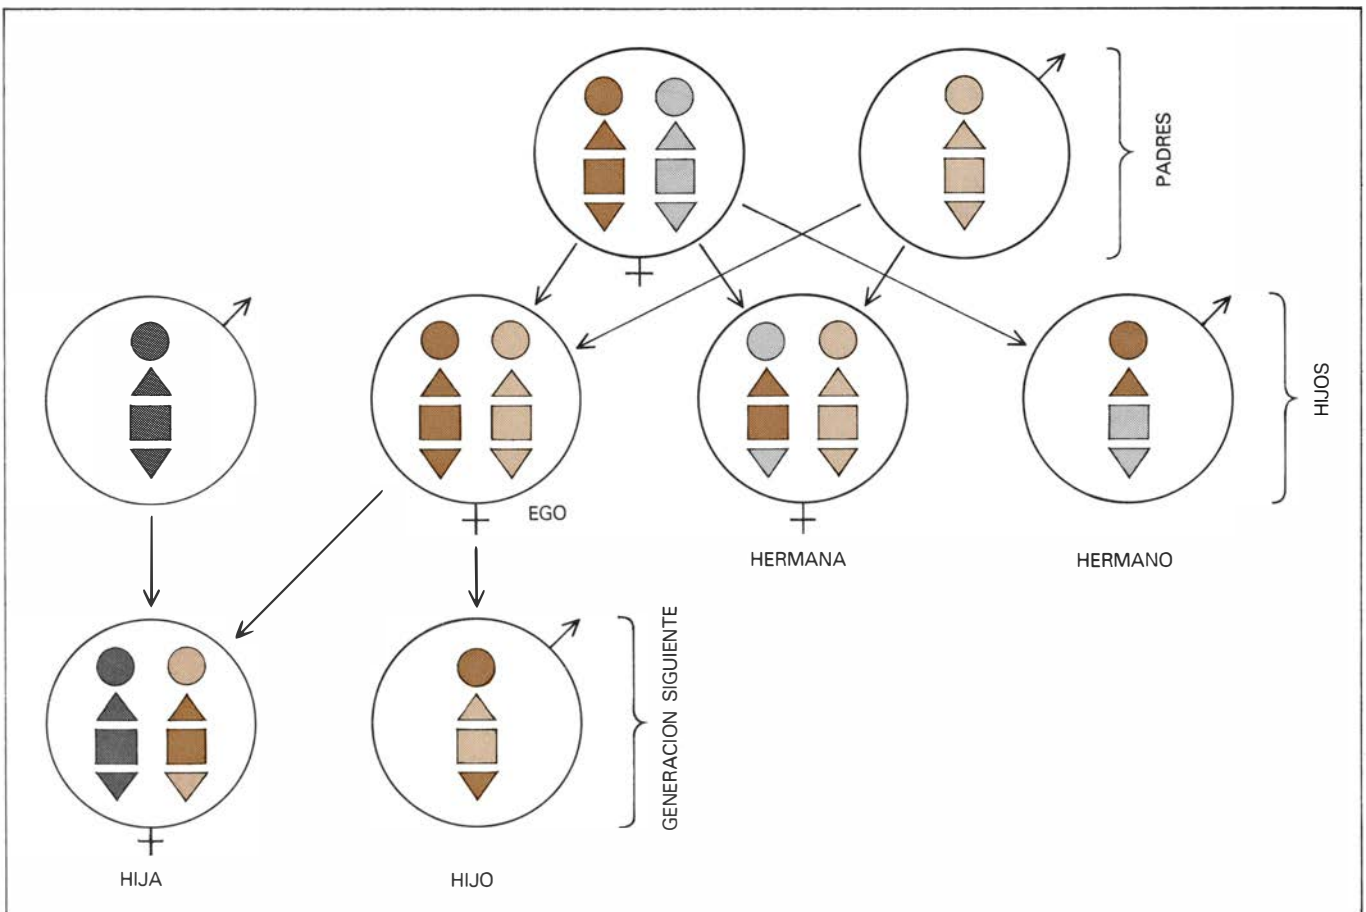 PADRES
HIJOS
EGO
HERMANA
HERMANO
GENERACION SIGUIENTE
HIJA
HIJO